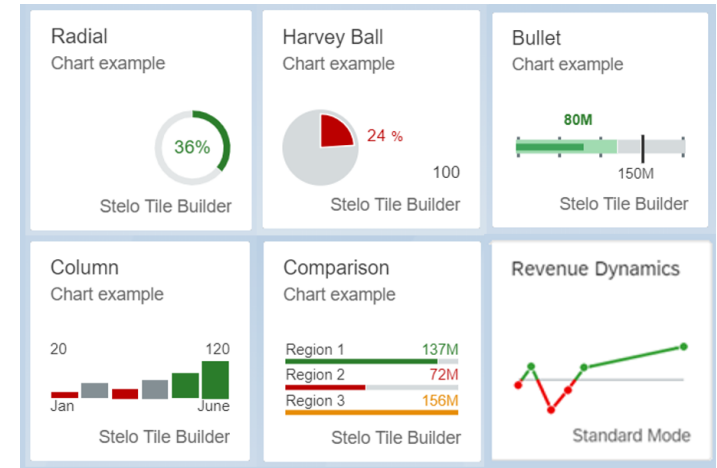 Radial
Chart example
36%
Stelo Tile Builder
Harvey Ball
Chart example
24 %
100
Stelo Tile Builder
Bullet
Chart example
80M
150M
Stelo Tile Builder
Column
Chart example
20 120
Jan June
Stelo Tile Builder
Comparison
Chart example
Region 1 137M
Region 2 72M
Region 3 156M
Stelo Tile Builder
Revenue Dynamics
Standard Mode